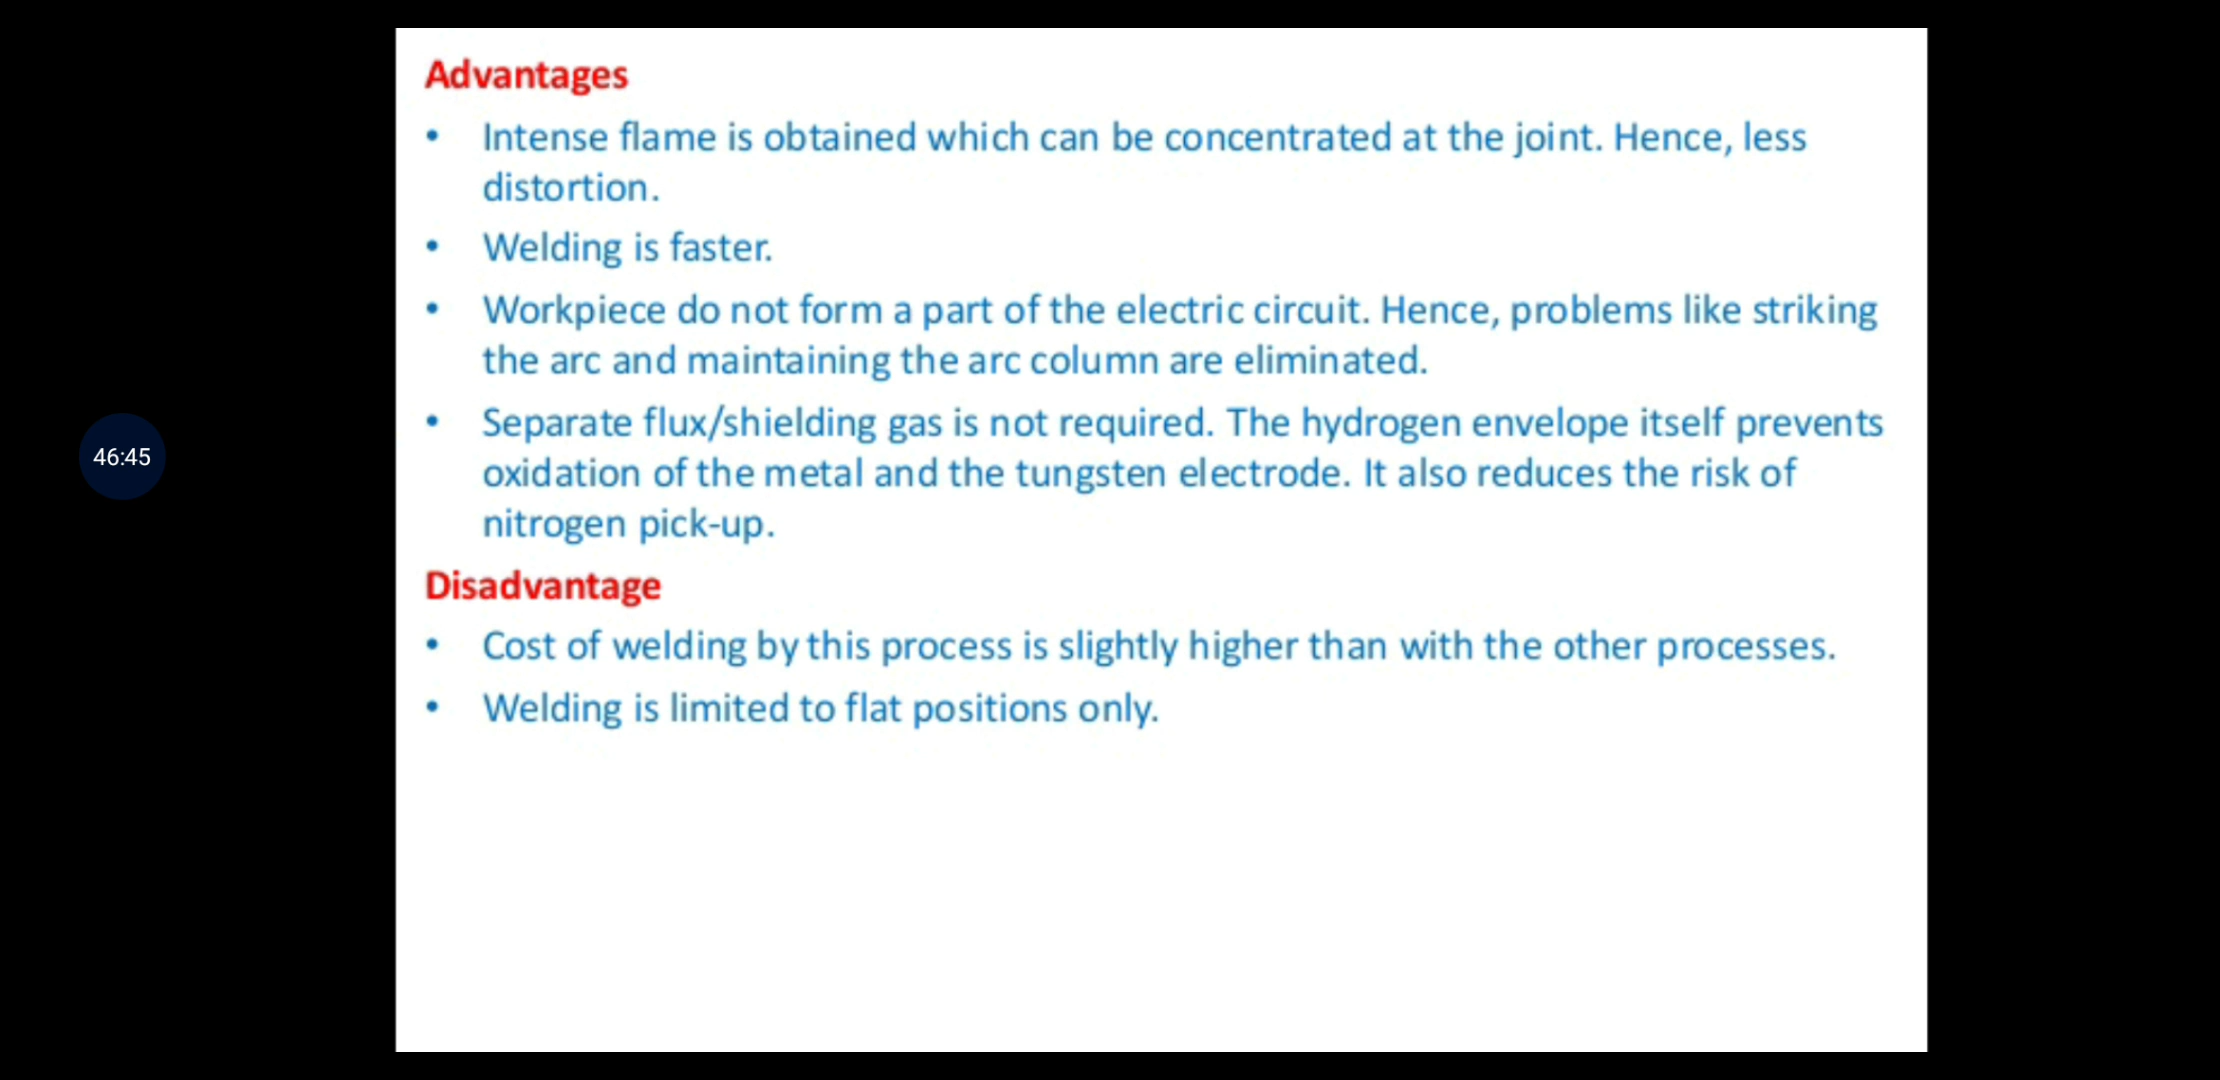 Advantages
• Intense flame is obtained which can be concentrated at the joint. Hence, less
distortion.
• Welding is faster.
• Workpiece do not form a part of the electric circuit. Hence, problems like striking
the arc and maintaining the arc column are eliminated.
• Separate flux/shielding gas is not required. The hydrogen envelope itself prevents
oxidation of the metal and the tungsten electrode. It also reduces the risk of
nitrogen pick-up.
Disadvantage
• Cost of welding by this process is slightly higher than with the other processes.
• Welding is limited to flat positions only.
46:45